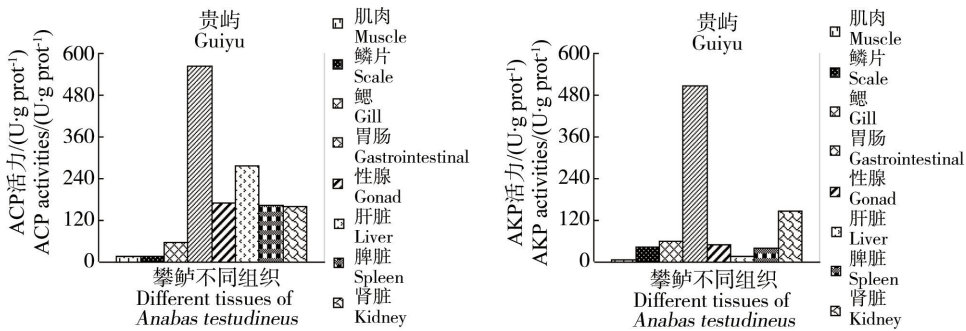 贵屿
Guiyu
ACP活力/(U·g prot⁻¹)
ACP activities/(U·g prot⁻¹)
600
480
360
240
120
0
攀鲈不同组织
Different tissues of
Anabas testudineus
肌肉
Muscle
鳞片
Scale
鳃
Gill
胃肠
Gastrointestinal
性腺
Gonad
肝脏
Liver
脾脏
Spleen
肾脏
Kidney
贵屿
Guiyu
AKP活力/(U·g prot⁻¹)
AKP activities/(U·g prot⁻¹)
600
480
360
240
120
0
攀鲈不同组织
Different tissues of
Anabas testudineus
肌肉
Muscle
鳞片
Scale
鳃
Gill
胃肠
Gastrointestinal
性腺
Gonad
肝脏
Liver
脾脏
Spleen
肾脏
Kidney